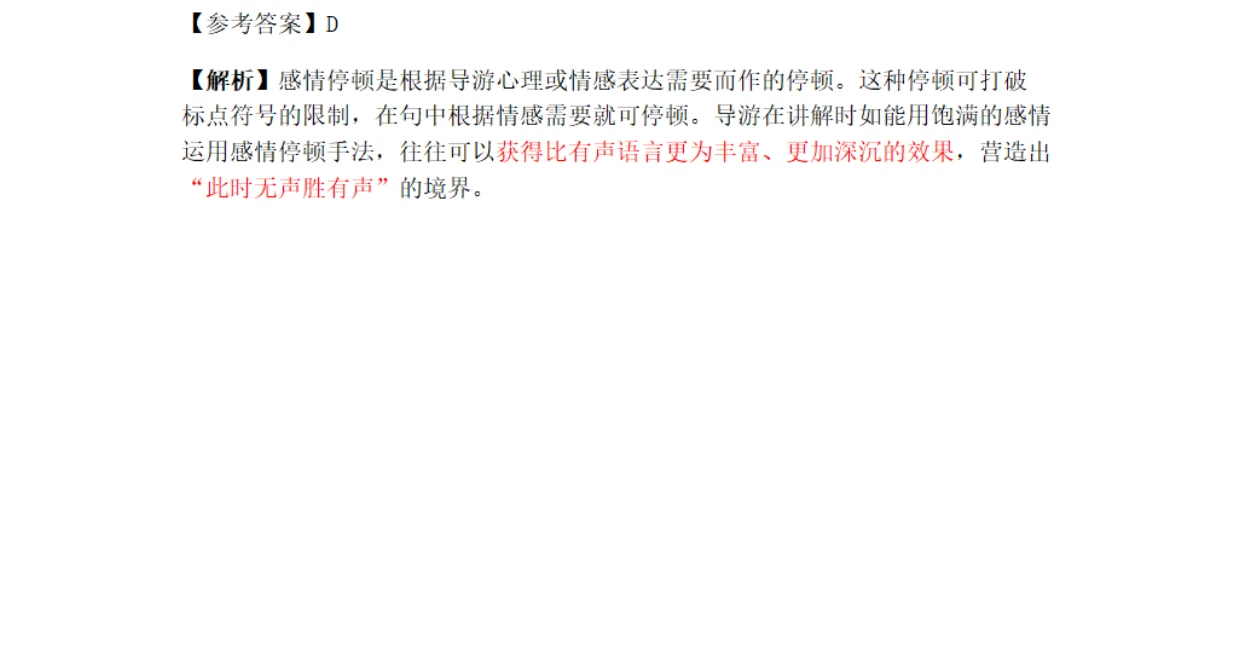 【参考答案】D
【解析】感情停顿是根据导游心理或情感表达需要而作的停顿。这种停顿可打破
标点符号的限制，在句中根据情感需要就可停顿。导游在讲解时如能用饱满的感情
运用感情停顿手法，往往可以获得比有声语言更为丰富、更加深沉的效果，营造出
“此时无声胜有声”的境界。